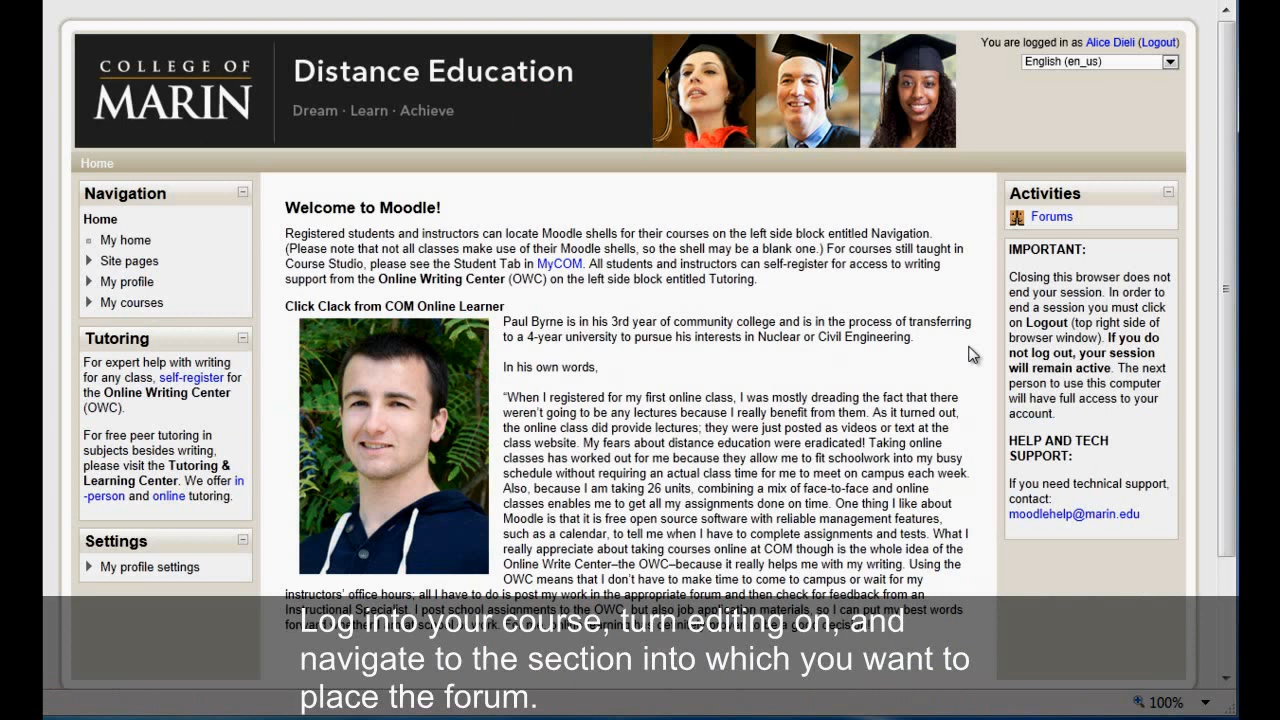 COLLEGE OF
MARIN
Distance Education
Dream · Learn · Achieve
You are logged in as Alice Dieli (Logout)
English (en_us)
Home
Navigation
Home
My home
Site pages
My profile
My courses
Tutoring
For expert help with writing
for any class, self-register for
the Online Writing Center
(OWC).
For free peer tutoring in
subjects besides writing,
please visit the Tutoring &
Learning Center. We offer in
-person and online tutoring.
Settings
My profile settings
Welcome to Moodle!
Registered students and instructors can locate Moodle shells for their courses on the left side block entitled Navigation.
(Please note that not all classes make use of their Moodle shells, so the shell may be a blank one.) For courses still taught in
Course Studio, please see the Student Tab in MyCOM. All students and instructors can self-register for access to writing
support from the Online Writing Center (OWC) on the left side block entitled Tutoring.
Click Clack from COM Online Learner
Paul Byrne is in his 3rd year of community college and is in the process of transferring
to a 4-year university to pursue his interests in Nuclear or Civil Engineering.
In his own words,
“When I registered for my first online class, I was mostly dreading the fact that there
weren’t going to be any lectures because I really benefit from them. As it turned out,
the online class did provide lectures; they were just posted as videos or text at the
class website. My fears about distance education were eradicated! Taking online
classes has worked out for me because they allow me to fit schoolwork into my busy
schedule without requiring an actual class time for me to meet on campus each week.
Also, because I am taking 26 units, combining a mix of face-to-face and online
classes enables me to get all my assignments done on time. One thing I like about
Moodle is that it is free open source software with reliable management features,
such as a calendar, to tell me when I have to complete assignments and tests. What I
really appreciate about taking courses online at COM though is the whole idea of the
Online Write Center–the OWC–because it really helps me with my writing. Using the
OWC means that I don’t have to make time to come to campus or wait for my
instructors’ office hours; all I have to do is post my work in the appropriate forum and then check for feedback from an
Instructional Specialist. I post school assignments to the OWC, but also job application materials, so I can put my best words
Activities
Forums
IMPORTANT:
Closing this browser does not
end your session. In order to
end a session you must click
on Logout (top right side of
browser window). If you do
not log out, your session
will remain active. The next
person to use this computer
will have full access to your
account.
HELP AND TECH
SUPPORT:
If you need technical support,
contact:
moodlehelp@marin.edu
Log into your course, turn editing on, and
navigate to the section into which you want to
place the forum.
100%